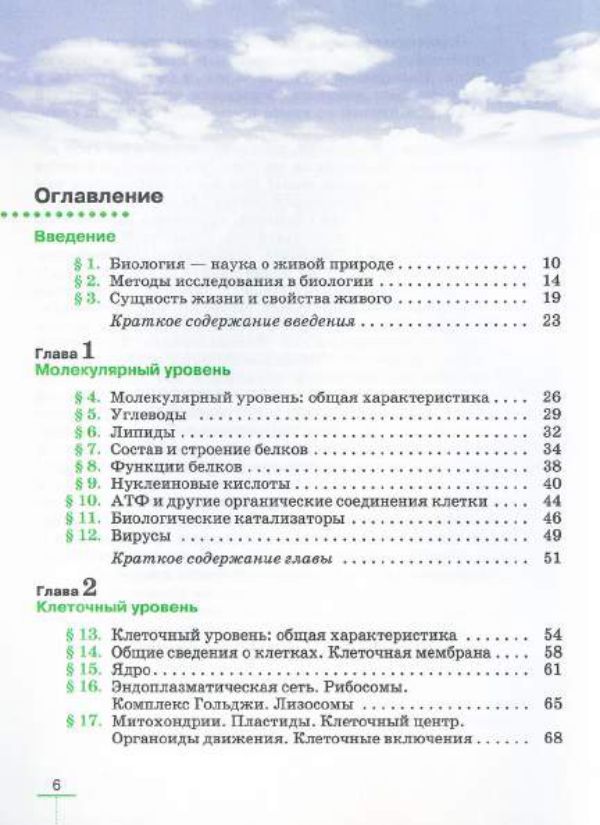 Оглавление
Введение
§ 1. Биология — наука о живой природе . . . . . . . . . . . . . 10
§ 2. Методы исследования в биологии . . . . . . . . . . . . . . . 14
§ 3. Сущность жизни и свойства живого . . . . . . . . . . . . . 19
Краткое содержание введения . . . . . . . . . . . . . . . . . 23
Глава 1
Молекулярный уровень
§ 4. Молекулярный уровень: общая характеристика . . . . 26
§ 5. Углеводы . . . . . . . . . . . . . . . . . . . . . . . . . . . . . . . . . 29
§ 6. Липиды . . . . . . . . . . . . . . . . . . . . . . . . . . . . . . . . . . . 32
§ 7. Состав и строение белков . . . . . . . . . . . . . . . . . . . . . . 34
§ 8. Функции белков . . . . . . . . . . . . . . . . . . . . . . . . . . . . 38
§ 9. Нуклеиновые кислоты . . . . . . . . . . . . . . . . . . . . . . . . 40
§ 10. АТФ и другие органические соединения клетки . . . . 44
§ 11. Биологические катализаторы . . . . . . . . . . . . . . . . . . 46
§ 12. Вирусы . . . . . . . . . . . . . . . . . . . . . . . . . . . . . . . . . . . 49
Краткое содержание главы . . . . . . . . . . . . . . . . . . . 51
Глава 2
Клеточный уровень
§ 13. Клеточный уровень: общая характеристика . . . . . . . 54
§ 14. Общие сведения о клетках. Клеточная мембрана . . . . 58
§ 15. Ядро . . . . . . . . . . . . . . . . . . . . . . . . . . . . . . . . . . . . . 61
§ 16. Эндоплазматическая сеть. Рибосомы.
Комплекс Гольджи. Лизосомы . . . . . . . . . . . . . . . . . 65
§ 17. Митохондрии. Пластиды. Клеточный центр.
Органоиды движения. Клеточные включения . . . . . . 68
6